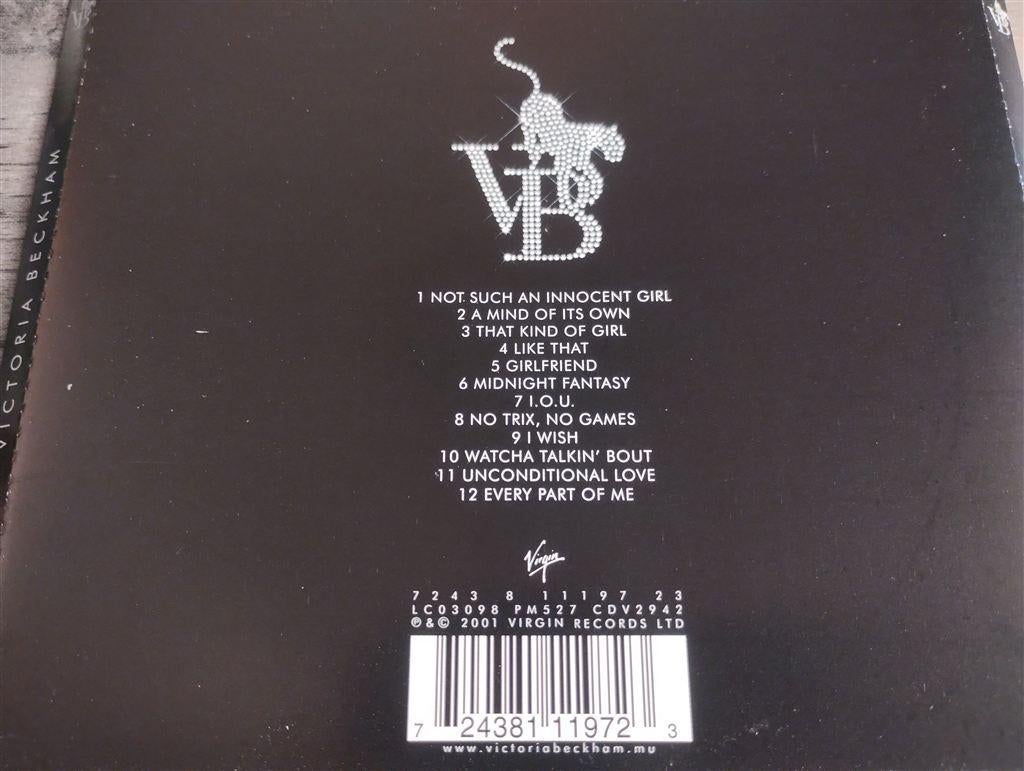 VICTORIA BECKHAM
VB
VB
1 NOT SUCH AN INNOCENT GIRL
2 A MIND OF ITS OWN
3 THAT KIND OF GIRL
4 LIKE THAT
5 GIRLFRIEND
6 MIDNIGHT FANTASY
7 I.O.U.
8 NO TRIX, NO GAMES
9 I WISH
10 WATCHA TALKIN' BOUT
11 UNCONDITIONAL LOVE
12 EVERY PART OF ME
Virgin
7243 8 11197 23
LC03098 PM527 CDV2942
℗&© 2001 VIRGIN RECORDS LTD
7 24381 11972 3
www.victoriabeckham.mu